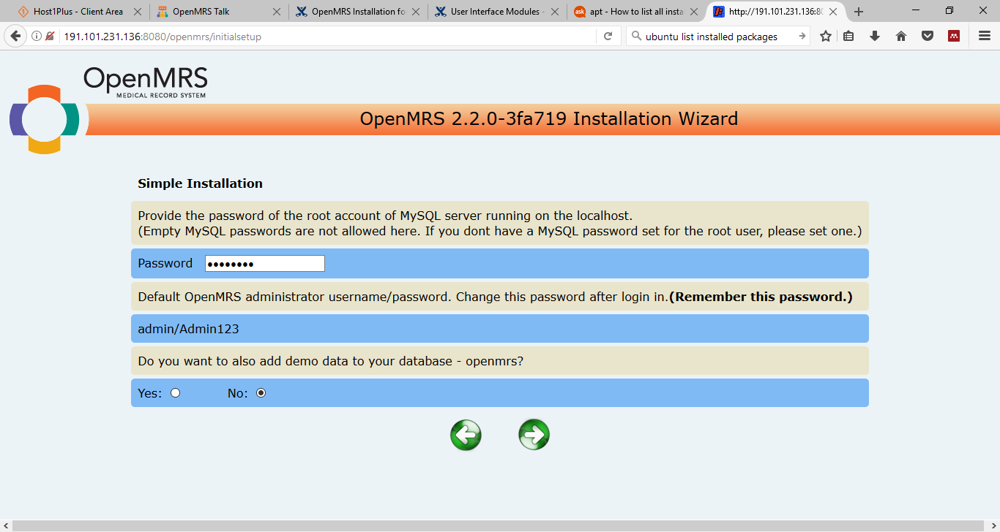 Host1Plus - Client Area
OpenMRS Talk
OpenMRS Installation fo
User Interface Modules -
ask
apt - How to list all insta
http://191.101.231.136:80
191.101.231.136:8080/openmrs/initialsetup
ubuntu list installed packages
OpenMRS
MEDICAL RECORD SYSTEM
OpenMRS 2.2.0-3fa719 Installation Wizard
Simple Installation
Provide the password of the root account of MySQL server running on the localhost.
(Empty MySQL passwords are not allowed here. If you dont have a MySQL password set for the root user, please set one.)
Password ••••••••
Default OpenMRS administrator username/password. Change this password after login in.(Remember this password.)
admin/Admin123
Do you want to also add demo data to your database - openmrs?
Yes: No: